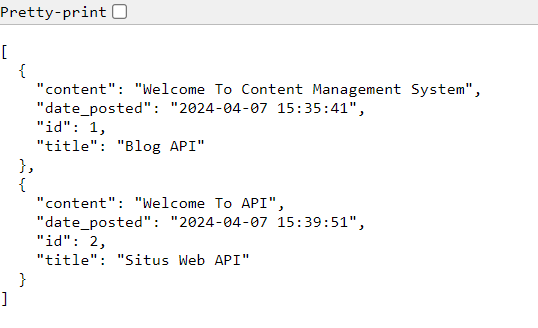 Pretty-print
[
  {
    "content": "Welcome To Content Management System",
    "date_posted": "2024-04-07 15:35:41",
    "id": 1,
    "title": "Blog API"
  },
  {
    "content": "Welcome To API",
    "date_posted": "2024-04-07 15:39:51",
    "id": 2,
    "title": "Situs Web API"
  }
]